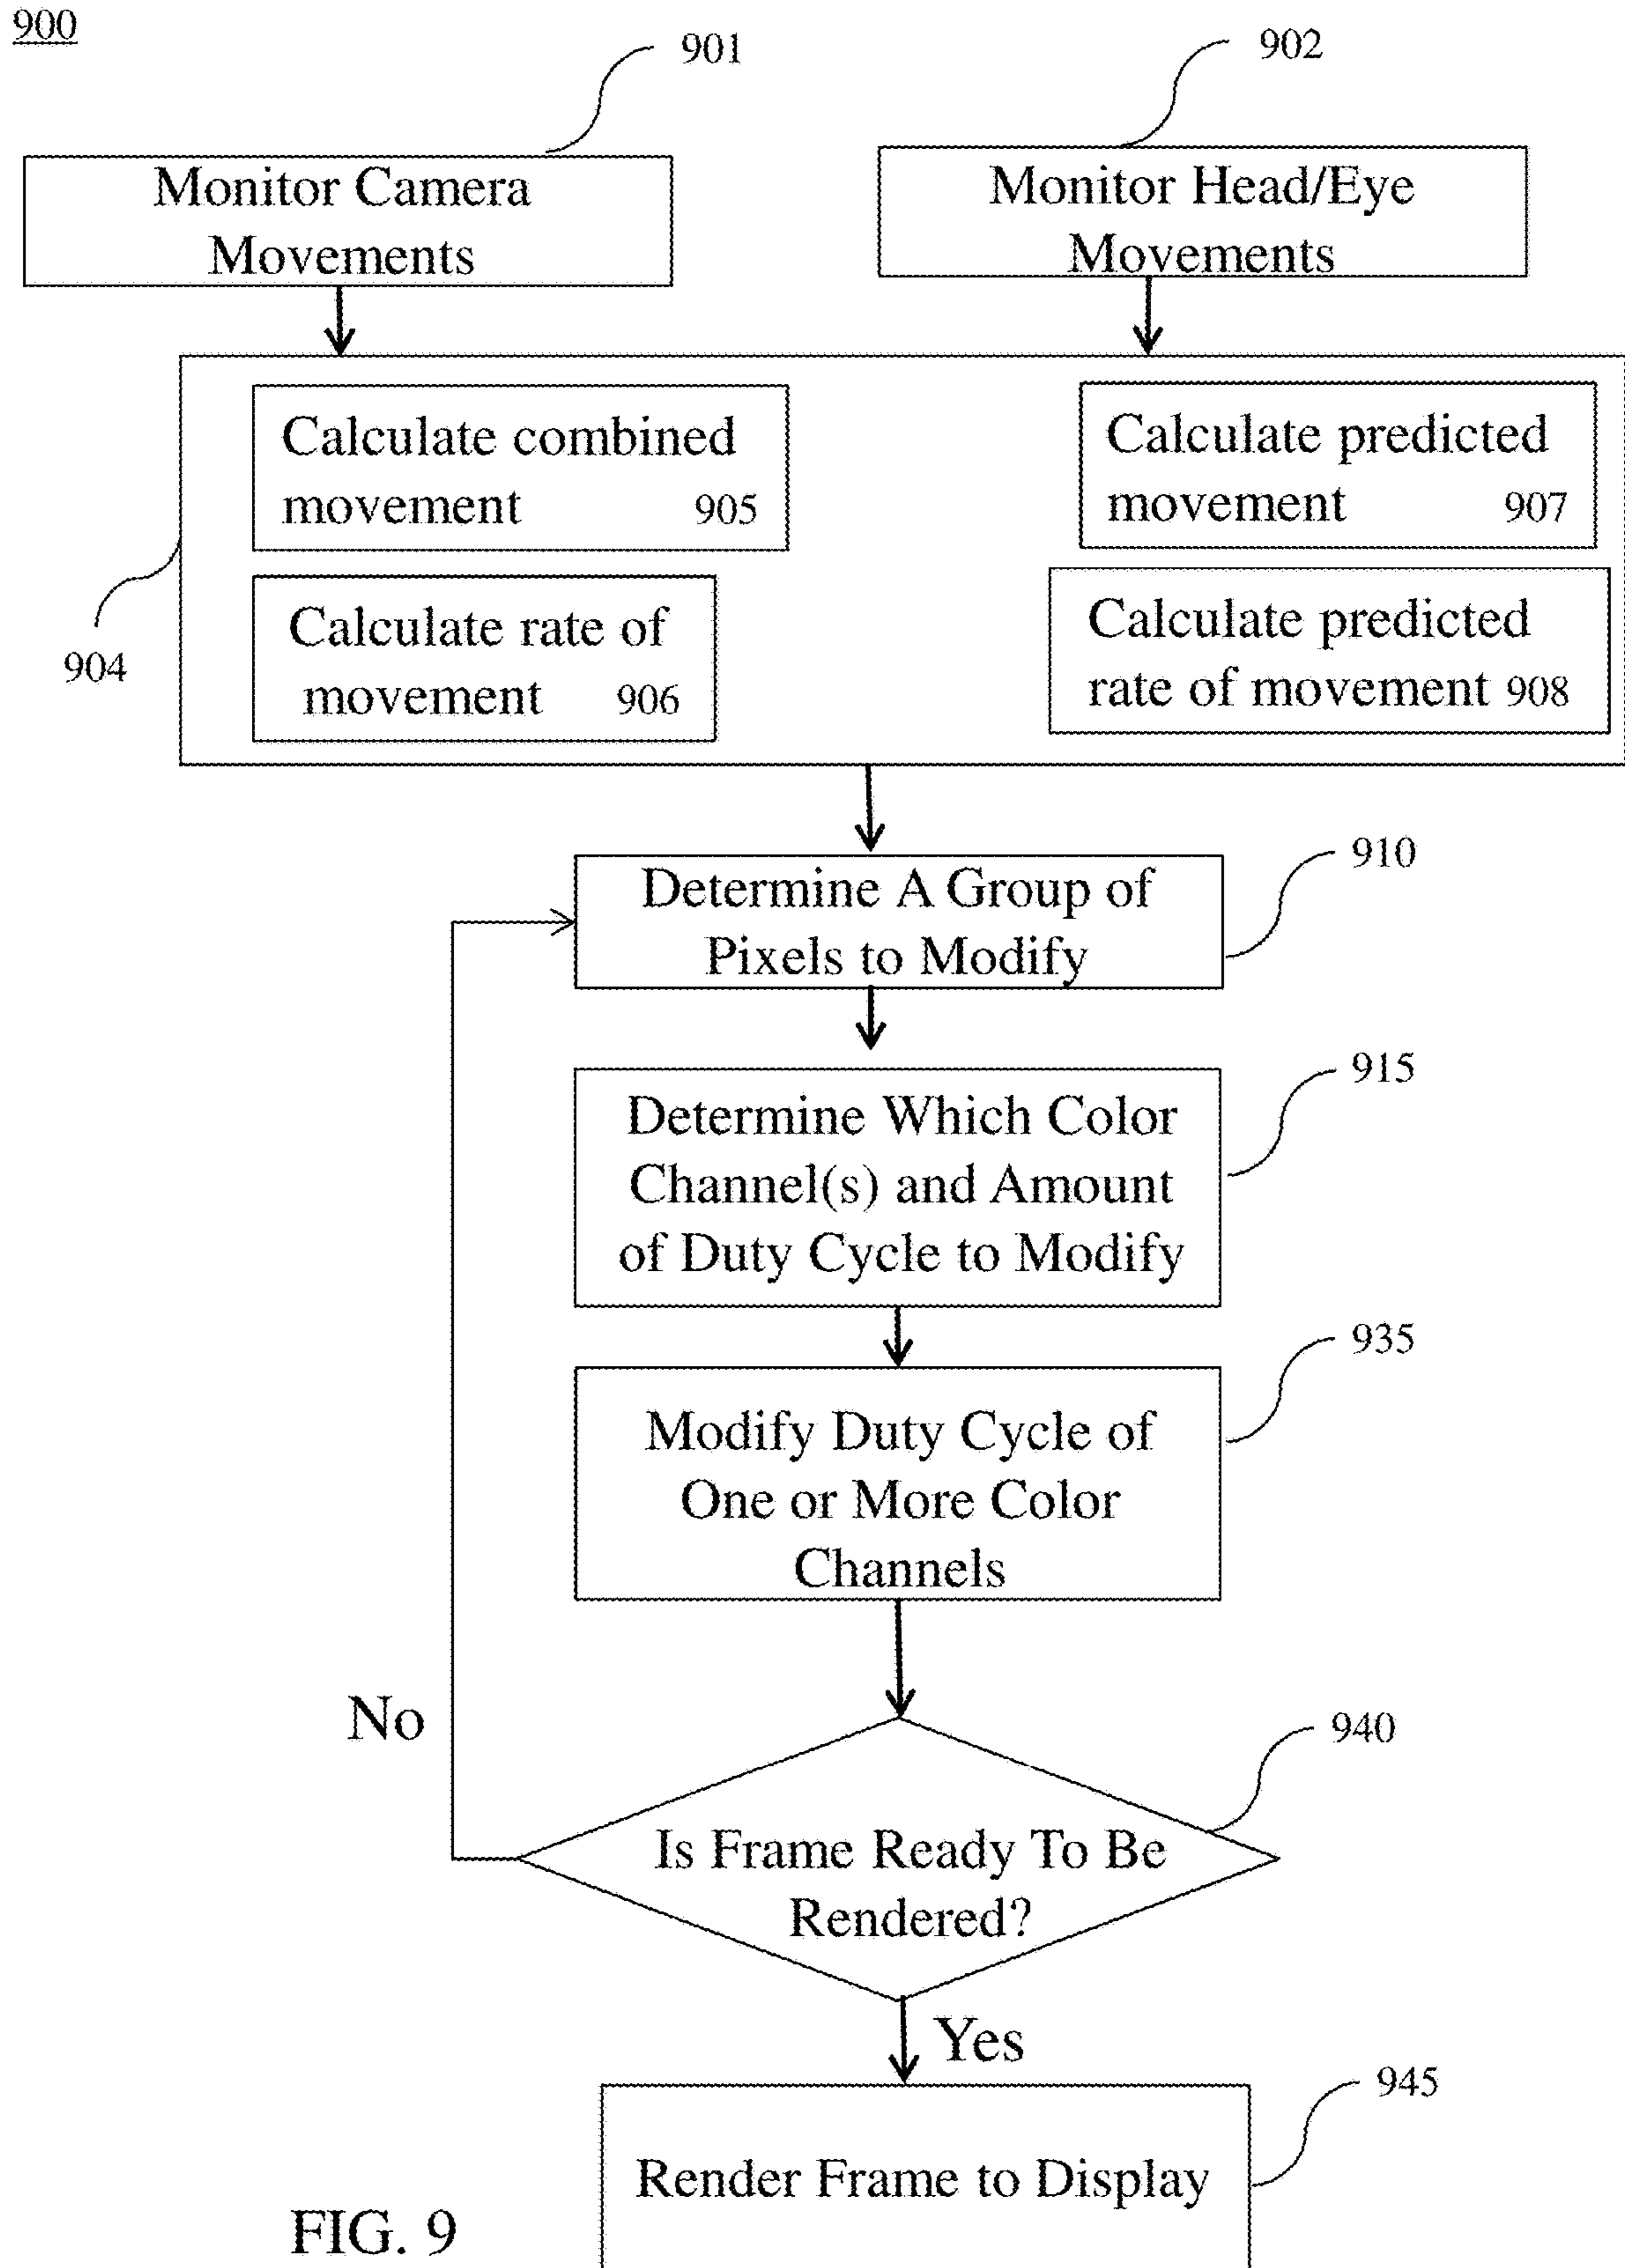 900
901
902
Monitor Camera
Movements
Monitor Head/Eye
Movements
Calculate combined
movement 905
Calculate predicted
movement 907
Calculate rate of
movement 906
Calculate predicted
rate of movement 908
904
Determine A Group of
Pixels to Modify
910
Determine Which Color
Channel(s) and Amount
of Duty Cycle to Modify
915
Modify Duty Cycle of
One or More Color
Channels
935
No
Is Frame Ready To Be
Rendered?
940
Yes
Render Frame to Display
945
FIG. 9